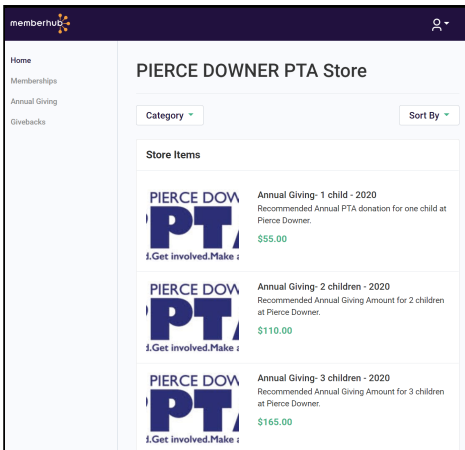 memberhub
Home
Memberships
Annual Giving
Givebacks
PIERCE DOWNER PTA Store
Category
Sort By
Store Items
PIERCE DOW
PTA
d.Get involved.Make a
Annual Giving- 1 child - 2020
Recommended Annual PTA donation for one child at
Pierce Downer.
$55.00
PIERCE DOW
PTA
d.Get involved.Make a
Annual Giving- 2 children - 2020
Recommended Annual Giving Amount for 2 children
at Pierce Downer.
$110.00
PIERCE DOW
PTA
d.Get involved.Make a
Annual Giving- 3 children - 2020
Recommended Annual Giving Amount for 3 children
at Pierce Downer.
$165.00